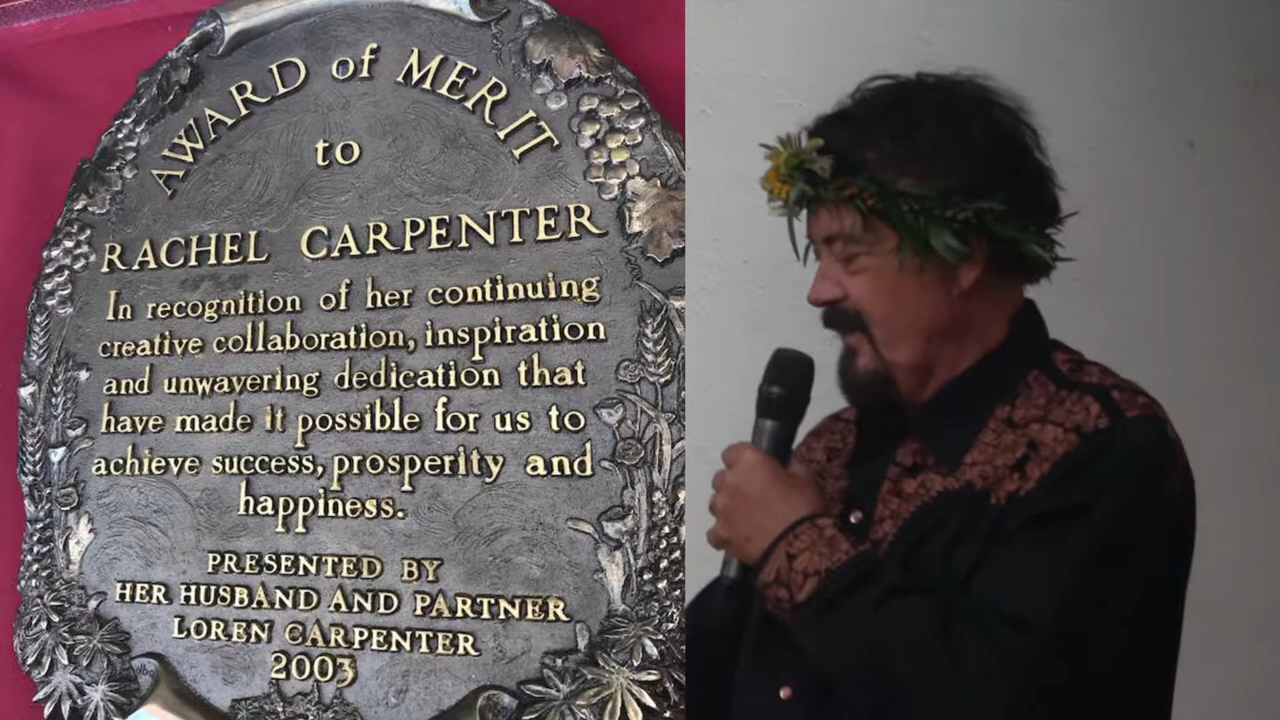 AWARD of MERIT
to
RACHEL CARPENTER
In recognition of her continuing
creative collaboration, inspiration
and unwavering dedication that
have made it possible for us to
achieve success, prosperity and
happiness.
PRESENTED BY
HER HUSBAND AND PARTNER
LOREN CARPENTER
2003